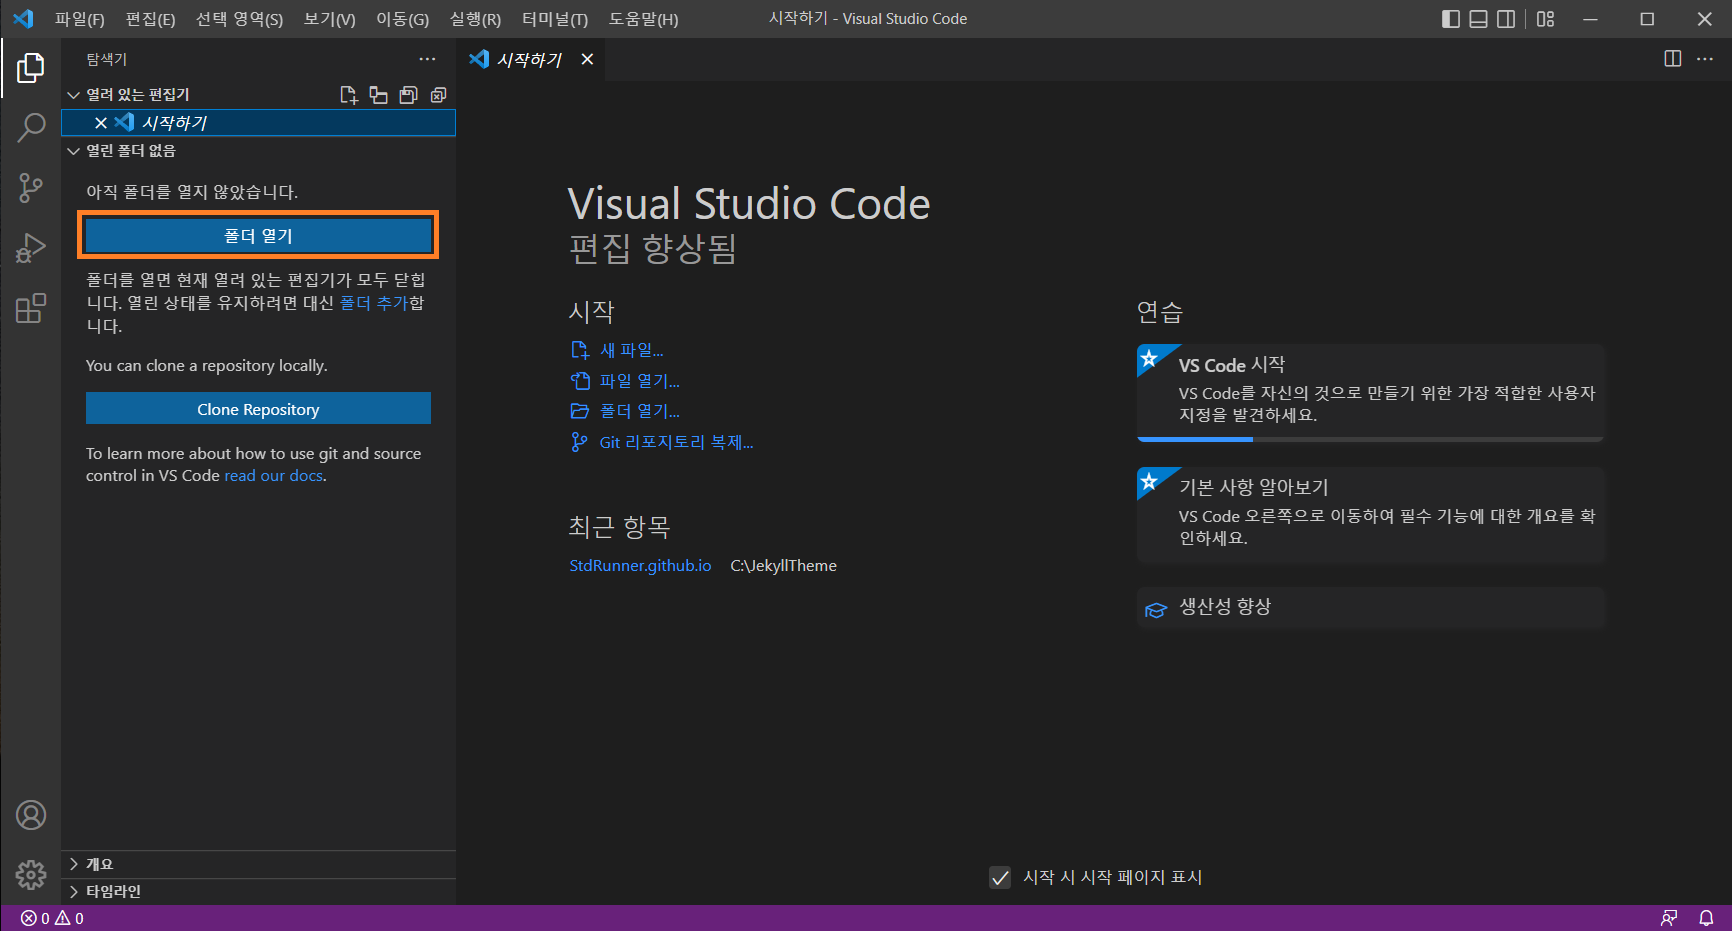 파일(F) 편집(E) 선택 영역(S) 보기(V) 이동(G) 실행(R) 터미널(T) 도움말(H) 시작하기 - Visual Studio Code
탐색기
시작하기
열려 있는 편집기
시작하기
열린 폴더 없음
아직 폴더를 열지 않았습니다.
폴더 열기
폴더를 열면 현재 열려 있는 편집기가 모두 닫힙
니다. 열린 상태를 유지하려면 대신 폴더 추가합
니다.
You can clone a repository locally.
Clone Repository
To learn more about how to use git and source
control in VS Code read our docs.
개요
타임라인
Visual Studio Code
편집 향상됨
시작
새 파일...
파일 열기...
폴더 열기...
Git 리포지토리 복제...
최근 항목
StdRunner.github.io C:\JekyllTheme
연습
VS Code 시작
VS Code를 자신의 것으로 만들기 위한 가장 적합한 사용자
지정을 발견하세요.
기본 사항 알아보기
VS Code 오른쪽으로 이동하여 필수 기능에 대한 개요를 확
인하세요.
생산성 향상
시작 시 시작 페이지 표시
0 0